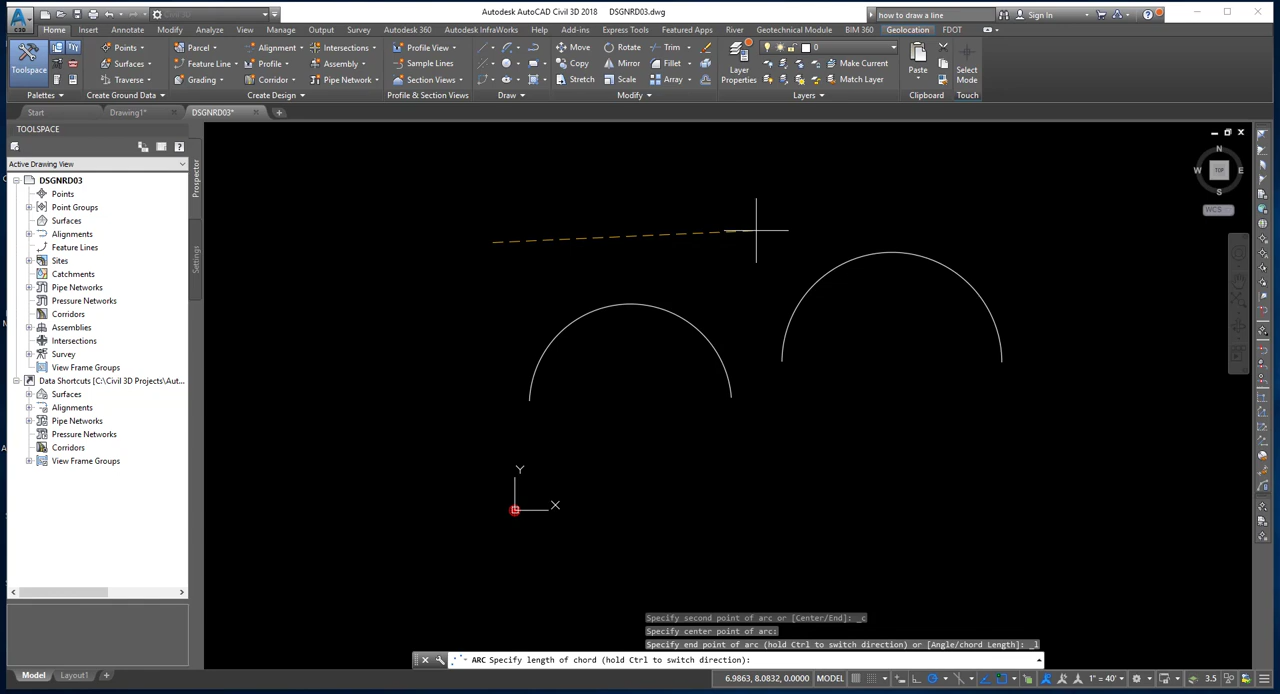 Autodesk AutoCAD Civil 3D 2018 DSGNRD03.dwg
how to draw a line
Sign In
C3D
Home Insert Annotate Modify Analyze View Manage Output Survey Autodesk 360 Autodesk InfraWorks Help Add-ins Express Tools Featured Apps River Geotechnical Module BIM 360 Geolocation FDOT
Points Parcel Alignment Intersections Profile View Move Rotate Trim 0
Toolspace Surfaces Feature Line Profile Assembly Sample Lines Copy Mirror Fillet Layer Properties Make Current Paste Select Mode
Traverse Grading Corridor Pipe Network Section Views Stretch Scale Array Match Layer
Palettes Create Ground Data Create Design Profile & Section Views Draw Modify Layers Clipboard Touch
Start Drawing1* DSGNRD03*
TOOLSPACE
Active Drawing View
Prospector
Settings
DSGNRD03
Points
Point Groups
Surfaces
Alignments
Feature Lines
Sites
Catchments
Pipe Networks
Pressure Networks
Corridors
Assemblies
Intersections
Survey
View Frame Groups
Data Shortcuts [C:\Civil 3D Projects\Aut...
Surfaces
Alignments
Pipe Networks
Pressure Networks
Corridors
View Frame Groups
N
W TOP E
S
WCS
Y
X
Specify second point of arc or [Center/End]: _c
Specify center point of arc:
Specify end point of arc (hold Ctrl to switch direction) or [Angle/chord Length]: _l
ARC Specify length of chord (hold Ctrl to switch direction):
Model Layout1 +
6.9863, 8.0832, 0.0000 MODEL 1" = 40' 3.5